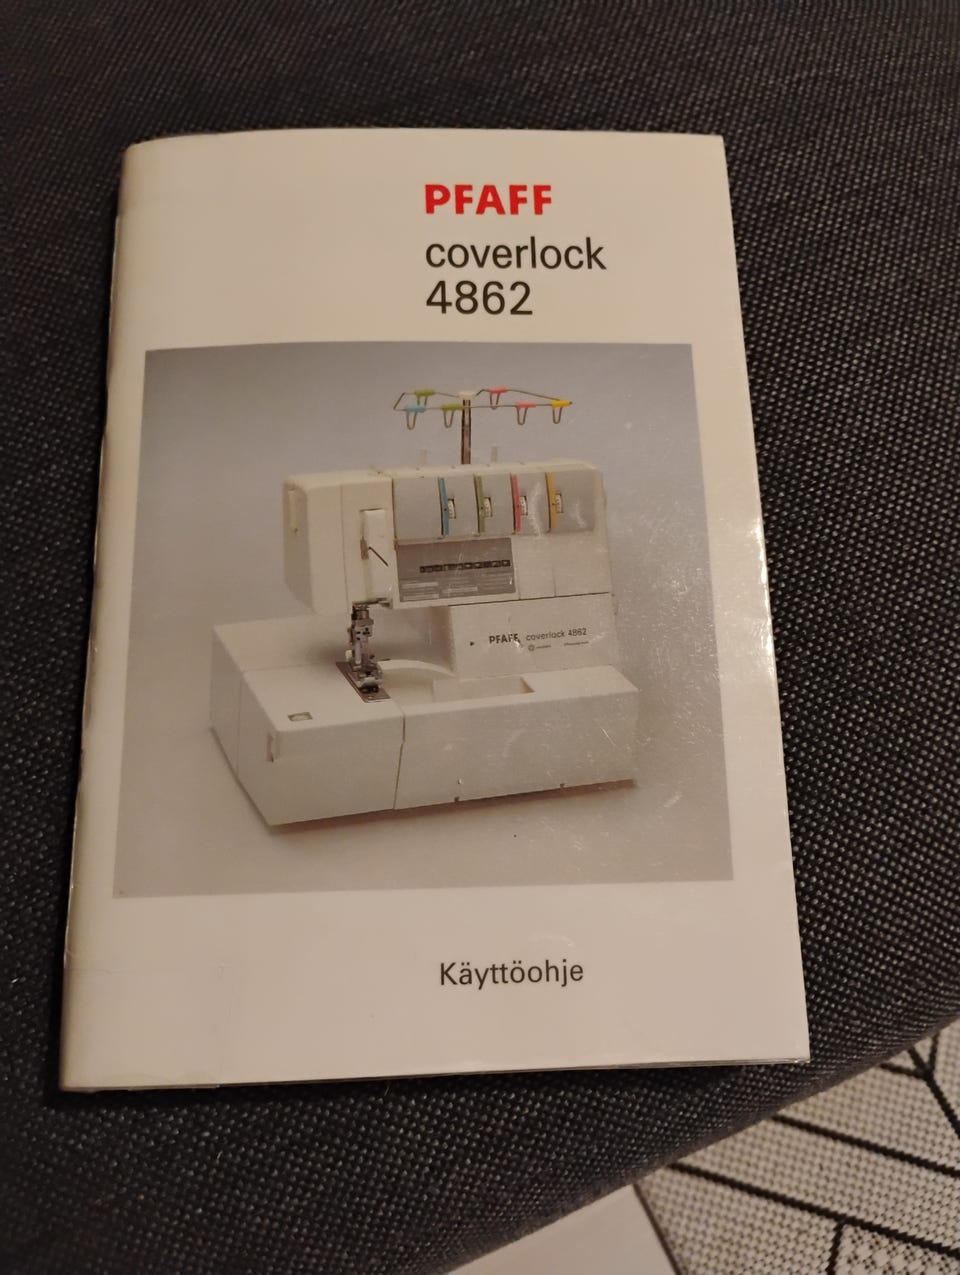 PFAFF
coverlock
4862
PFAFF coverlock 4862
Käyttöohje